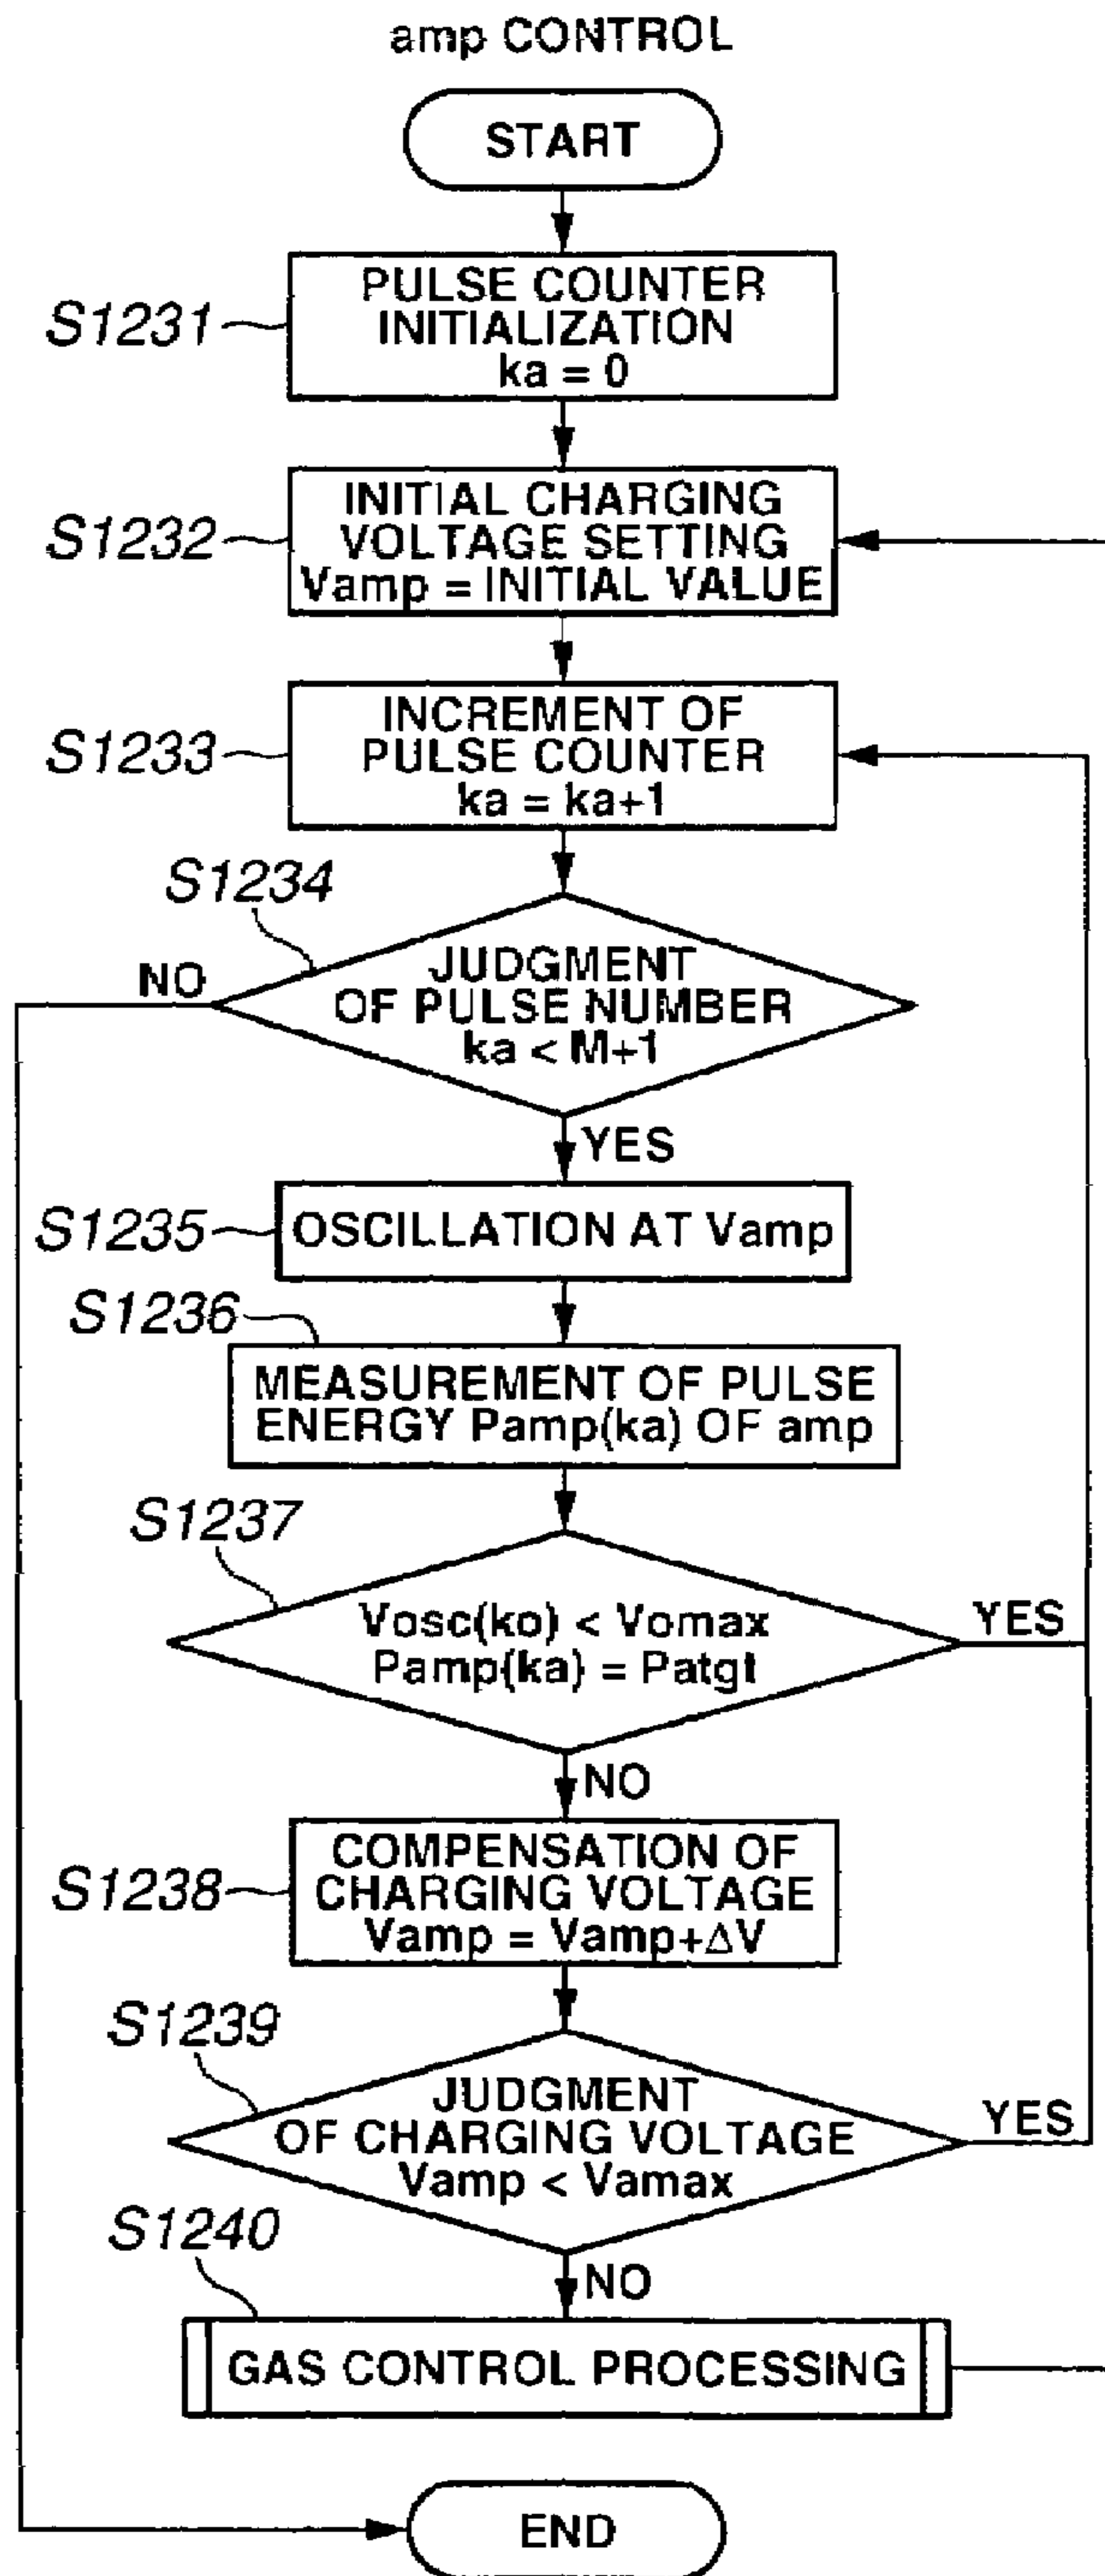 amp CONTROL
START
S1231
PULSE COUNTER
INITIALIZATION
ka = 0
S1232
INITIAL CHARGING
VOLTAGE SETTING
Vamp = INITIAL VALUE
S1233
INCREMENT OF
PULSE COUNTER
ka = ka+1
S1234
NO
JUDGMENT
OF PULSE NUMBER
ka < M+1
YES
S1235
OSCILLATION AT Vamp
S1236
MEASUREMENT OF PULSE
ENERGY Pamp(ka) OF amp
S1237
Vosc(ko) < Vomax
Pamp(ka) = Patgt
YES
NO
S1238
COMPENSATION OF
CHARGING VOLTAGE
Vamp = Vamp+ΔV
S1239
JUDGMENT
OF CHARGING VOLTAGE
Vamp < Vamax
YES
S1240
NO
GAS CONTROL PROCESSING
END